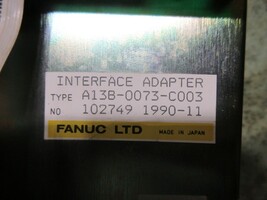 INTERFACE ADAPTER
TYPE A13B-0073-C003
NO 102749 1990-11
FANUC LTD MADE IN JAPAN